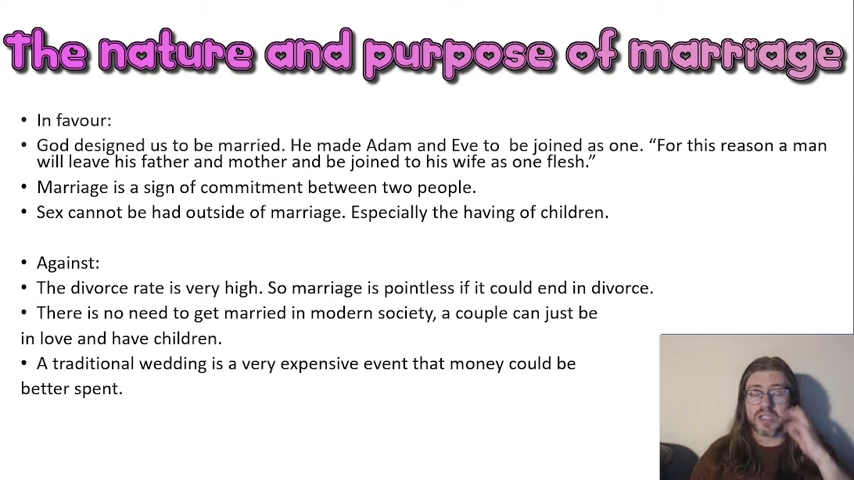 The nature and purpose of marriage
• In favour:
• God designed us to be married. He made Adam and Eve to be joined as one. “For this reason a man
will leave his father and mother and be joined to his wife as one flesh.”
• Marriage is a sign of commitment between two people.
• Sex cannot be had outside of marriage. Especially the having of children.
• Against:
• The divorce rate is very high. So marriage is pointless if it could end in divorce.
• There is no need to get married in modern society, a couple can just be
in love and have children.
• A traditional wedding is a very expensive event that money could be
better spent.